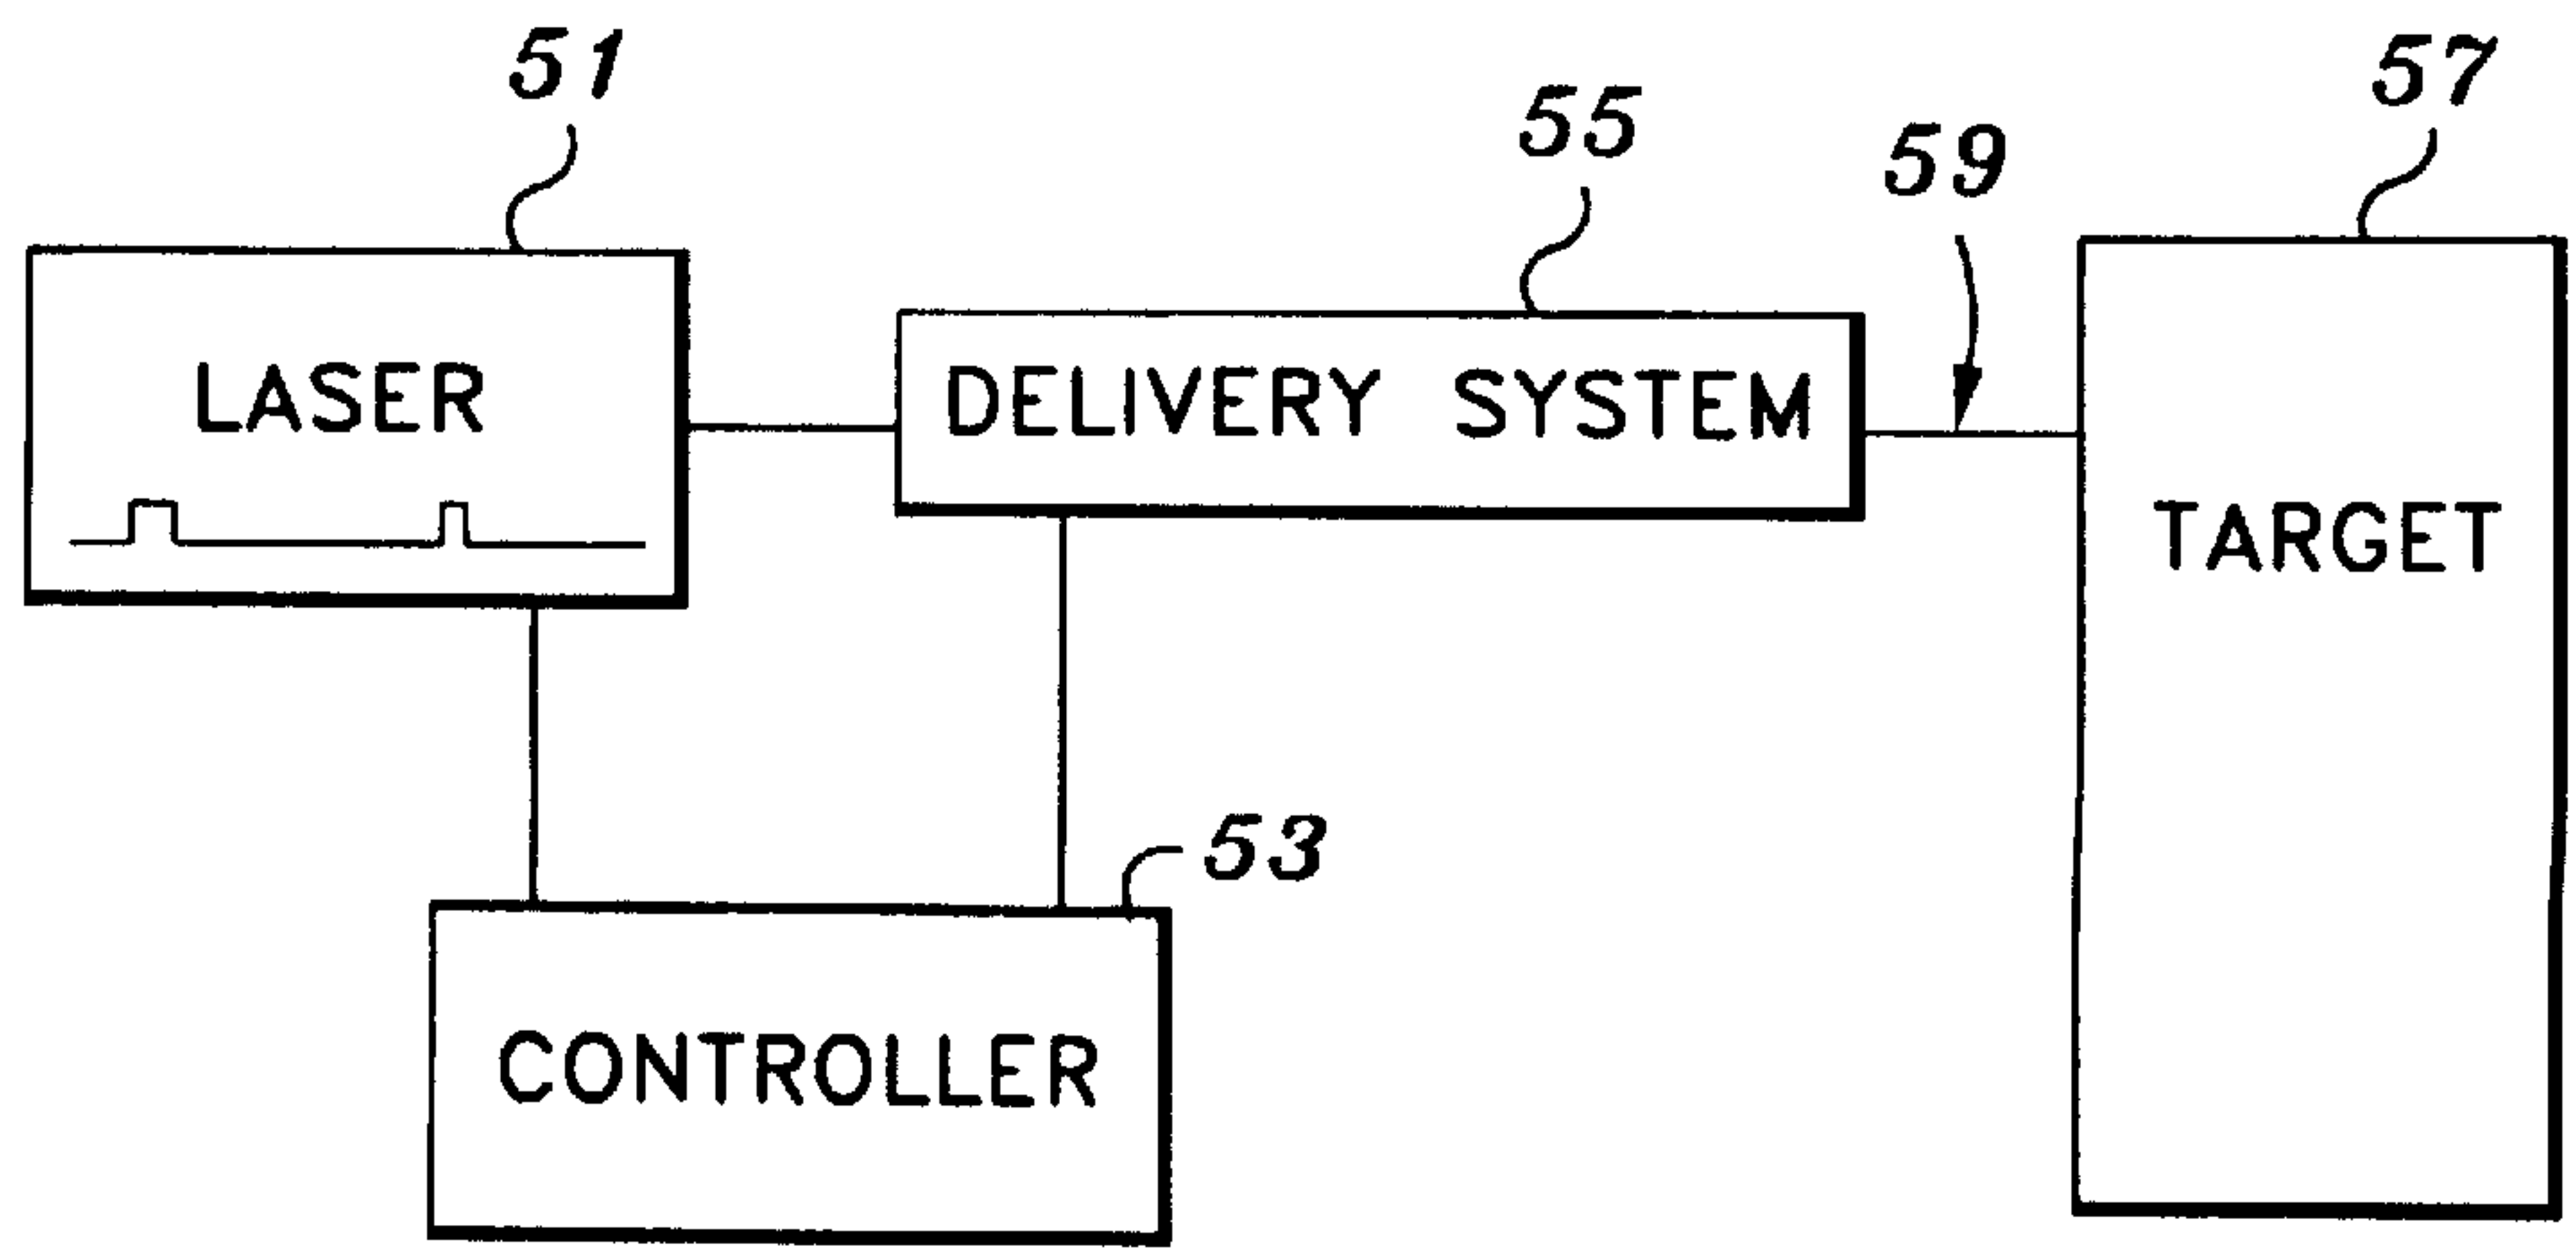 51
55
59
57
LASER
DELIVERY SYSTEM
TARGET
53
CONTROLLER